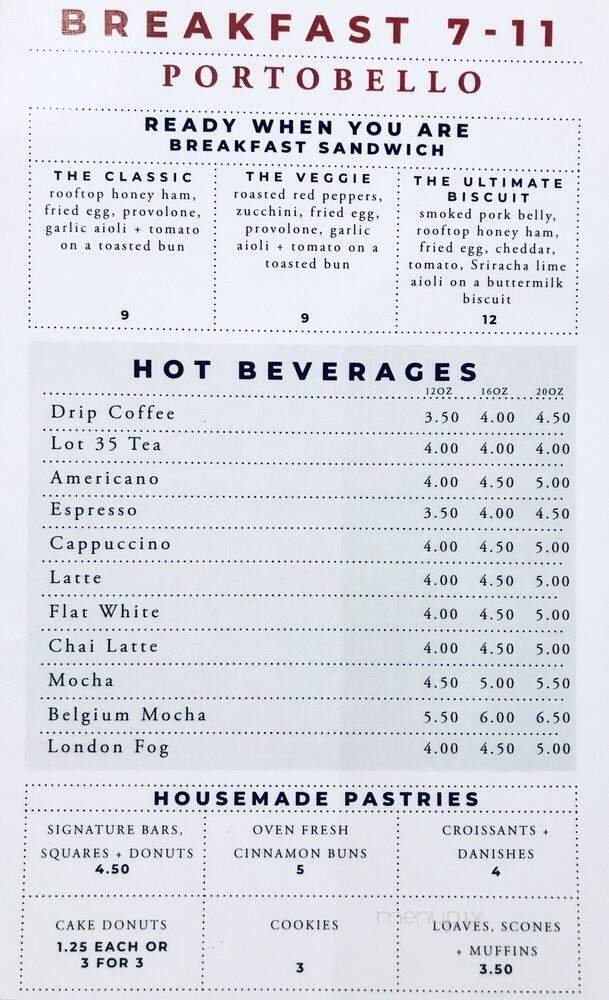 BREAKFAST 7-11
PORTOBELLO
READY WHEN YOU ARE
BREAKFAST SANDWICH
THE CLASSIC
rooftop honey ham,
fried egg, provolone,
garlic aioli + tomato
on a toasted bun
9
THE VEGGIE
roasted red peppers,
zucchini, fried egg,
provolone, garlic
aioli + tomato on a
toasted bun
9
THE ULTIMATE
BISCUIT
smoked pork belly,
rooftop honey ham,
fried egg, cheddar,
tomato, Sriracha lime
aioli on a buttermilk
biscuit
12
HOT BEVERAGES
12OZ 16OZ 20OZ
Drip Coffee 3.50 4.00 4.50
Lot 35 Tea 4.00 4.00 4.00
Americano 4.00 4.50 5.00
Espresso 3.50 4.00 4.50
Cappuccino 4.00 4.50 5.00
Latte 4.00 4.50 5.00
Flat White 4.00 4.50 5.00
Chai Latte 4.00 4.50 5.00
Mocha 4.50 5.00 5.50
Belgium Mocha 5.50 6.00 6.50
London Fog 4.00 4.50 5.00
HOUSEMADE PASTRIES
SIGNATURE BARS,
SQUARES + DONUTS
4.50
OVEN FRESH
CINNAMON BUNS
5
CROISSANTS +
DANISHES
4
CAKE DONUTS
1.25 EACH OR
3 FOR 3
COOKIES
3
menupix
LOAVES, SCONES
+ MUFFINS
3.50